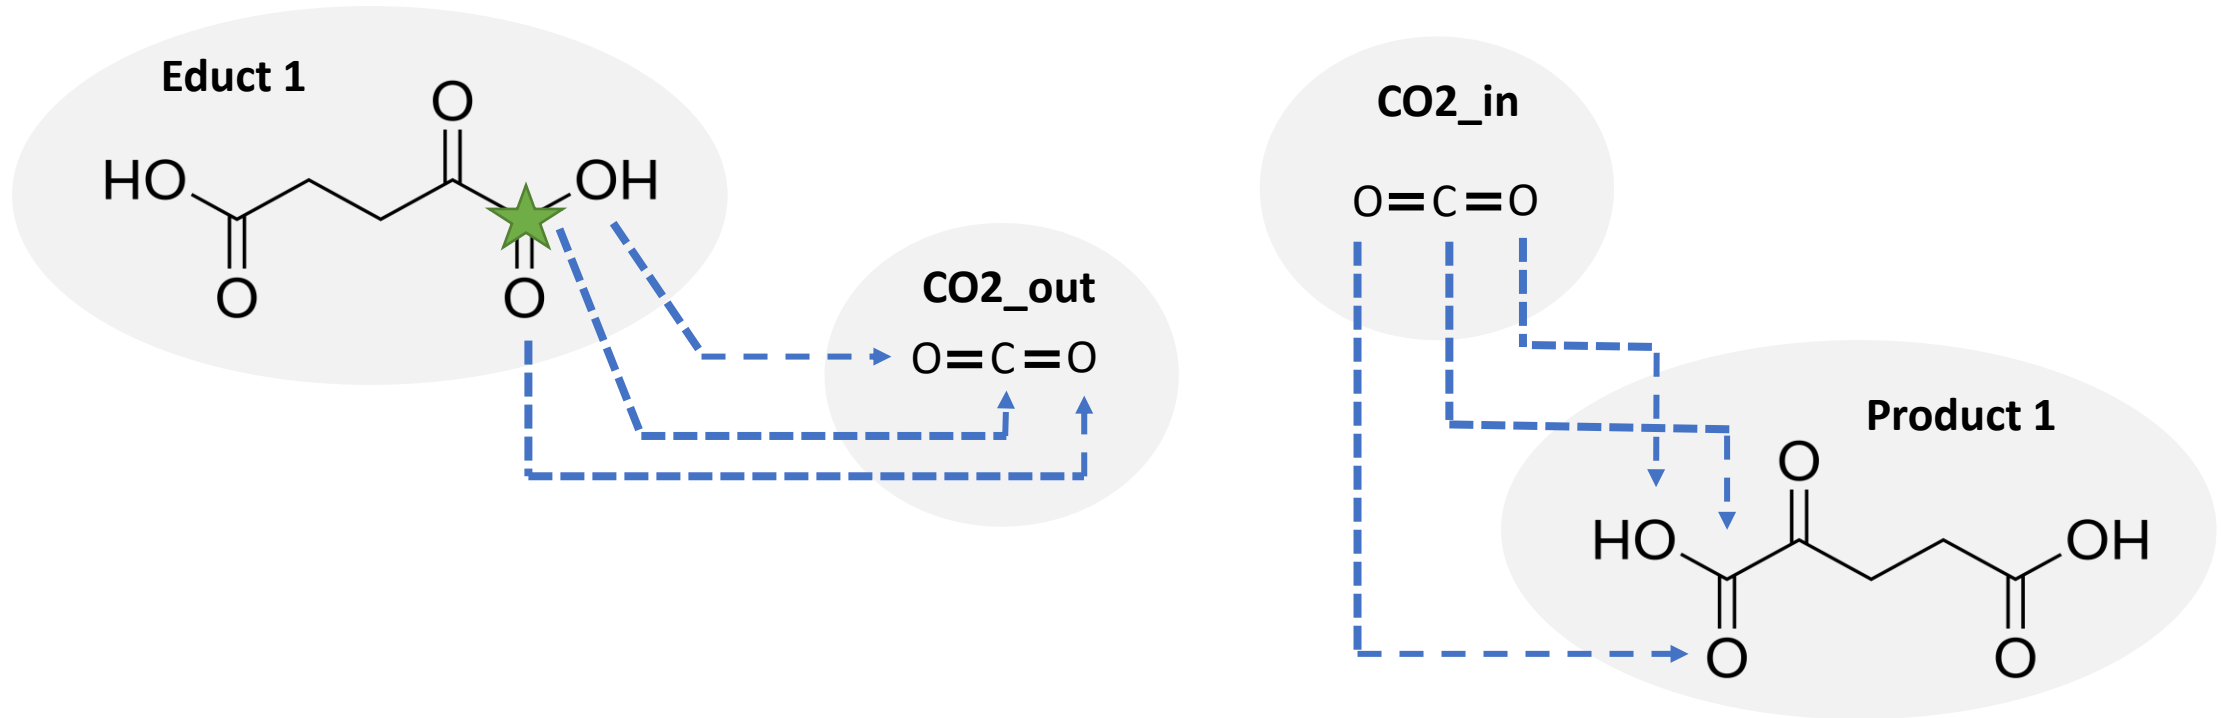 Educt 1
O
HO
OH
O
O
CO2_out
O=C=O
CO2_in
O=C=O
Product 1
O
HO
OH
O
O